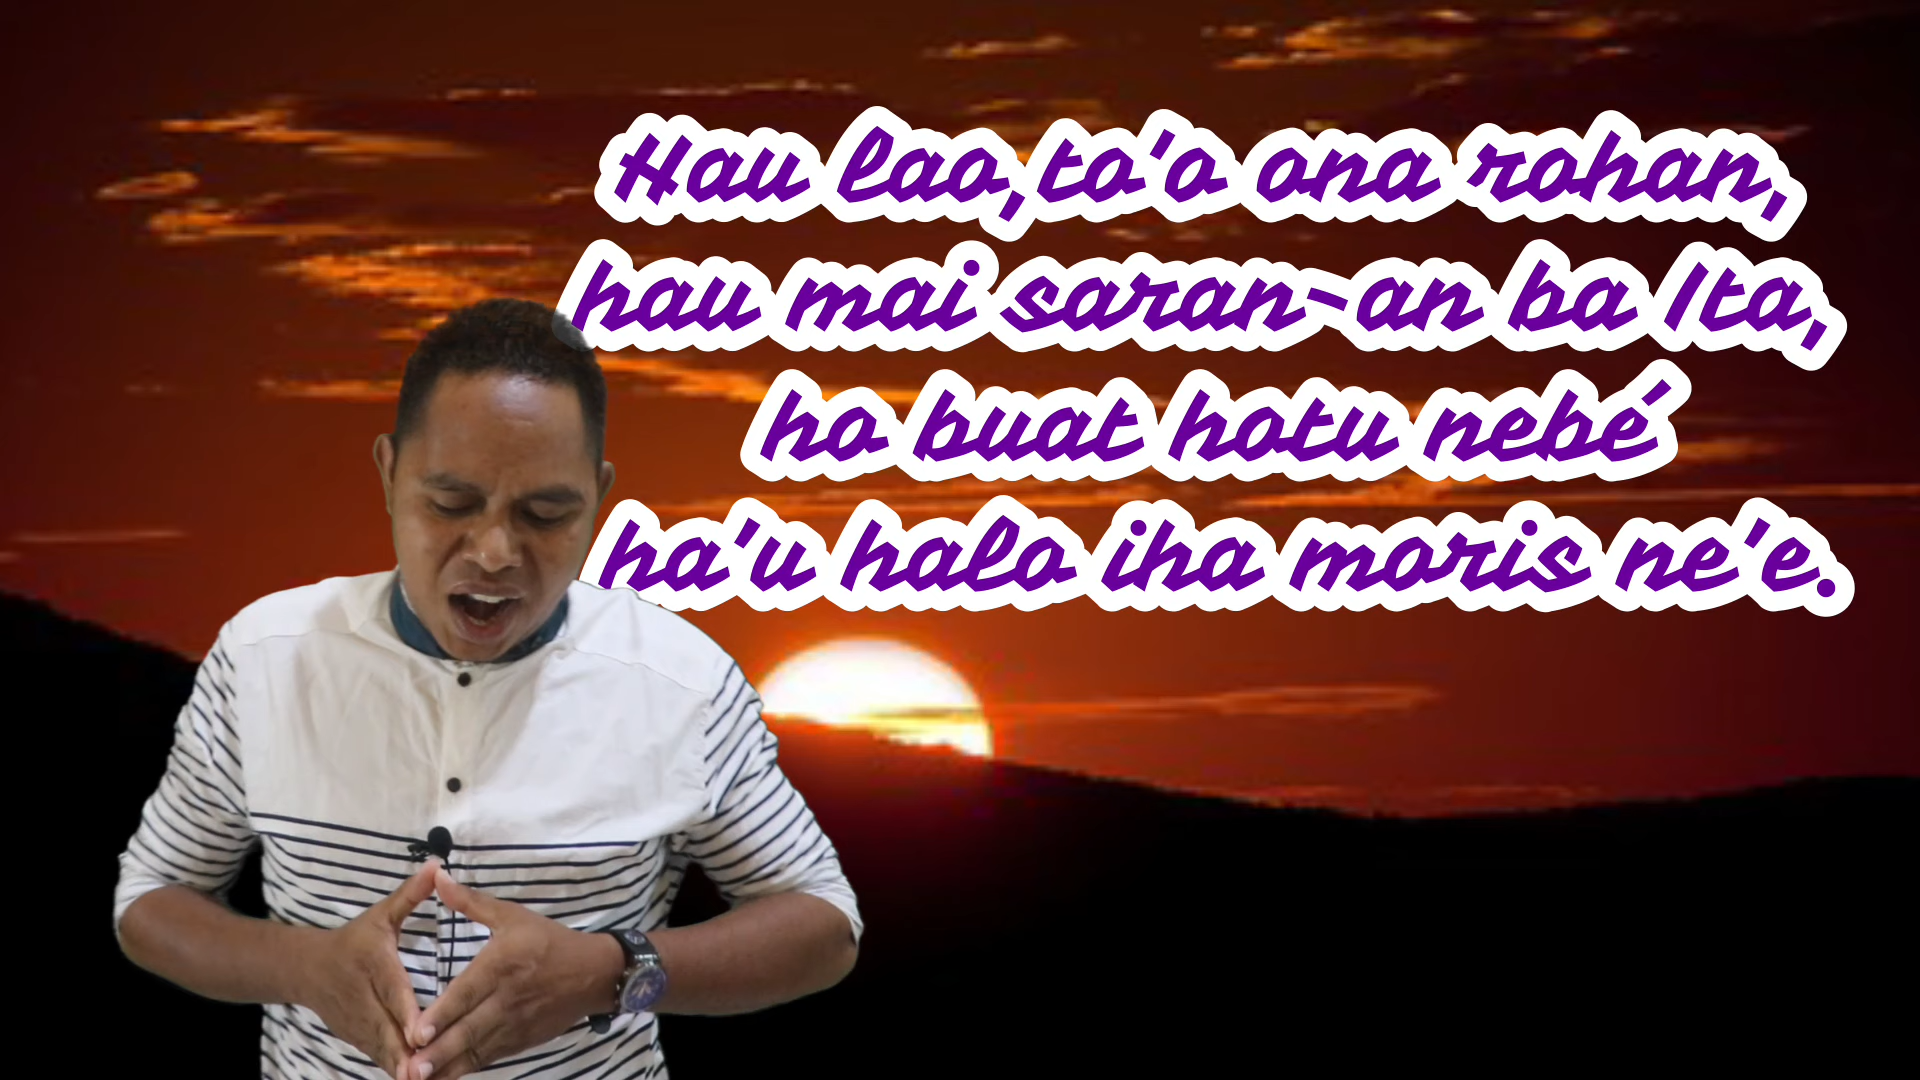 Hau lao,to'o ona rohan,
hau mai saran-an ba Ita,
ho buat hotu nebé
ha'u halo iha moris ne'e.